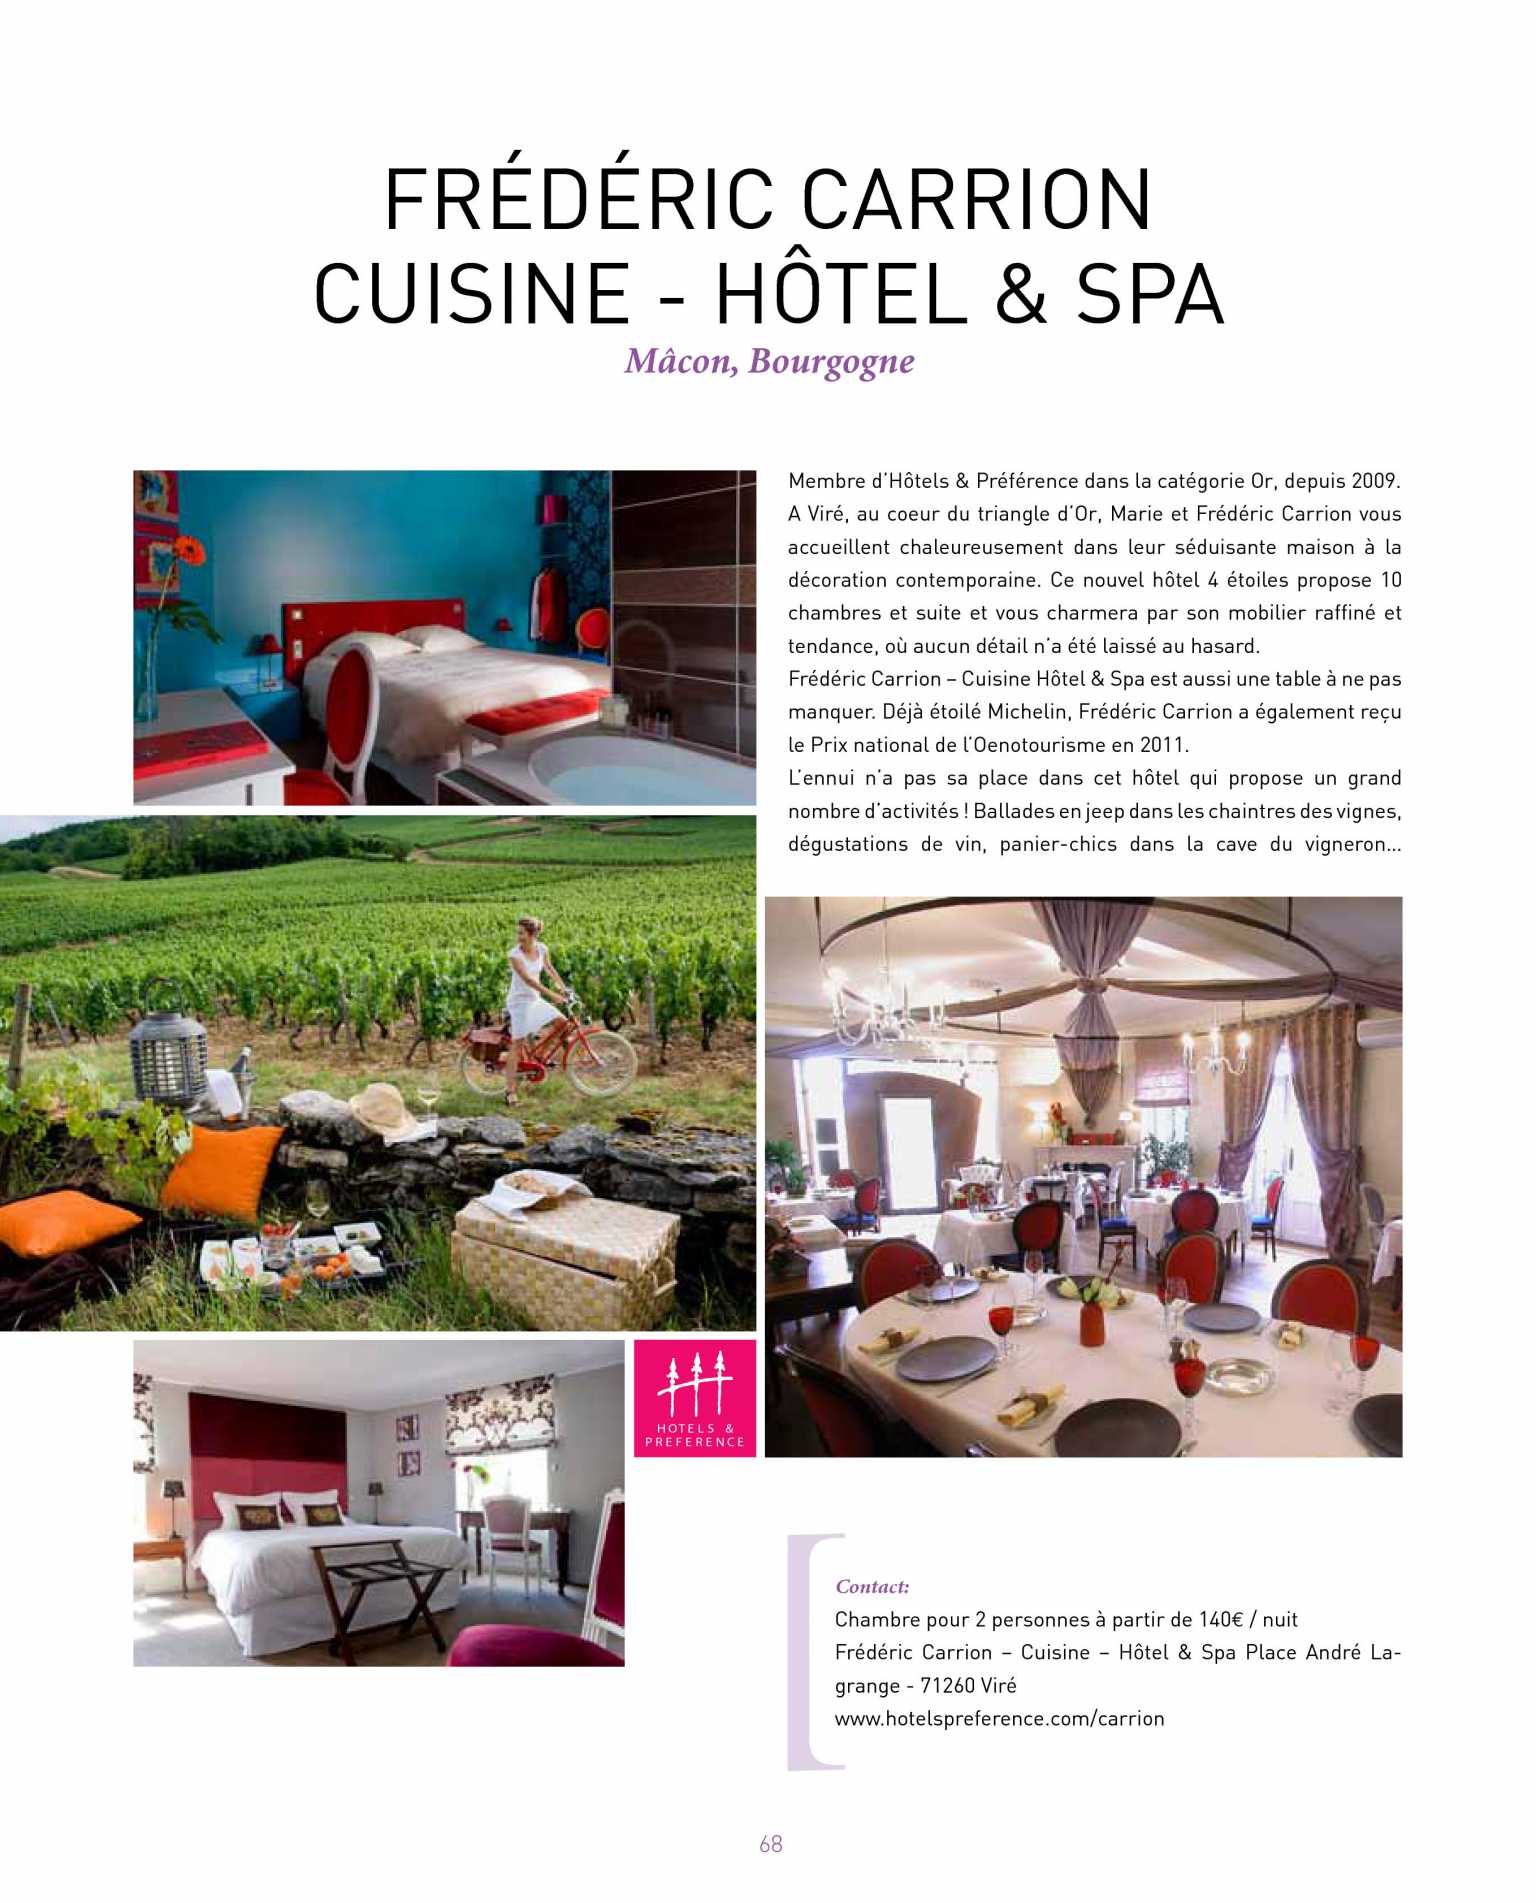 FRÉDÉRIC CARRION
CUISINE - HÔTEL & SPA
Mâcon, Bourgogne
Membre d’Hôtels & Préférence dans la catégorie Or, depuis 2009.
A Viré, au coeur du triangle d’Or, Marie et Frédéric Carrion vous
accueillent chaleureusement dans leur séduisante maison à la
décoration contemporaine. Ce nouvel hôtel 4 étoiles propose 10
chambres et suite et vous charmera par son mobilier raffiné et
tendance, où aucun détail n’a été laissé au hasard.
Frédéric Carrion – Cuisine Hôtel & Spa est aussi une table à ne pas
manquer. Déjà étoilé Michelin, Frédéric Carrion a également reçu
le Prix national de l’Oenotourisme en 2011.
L’ennui n’a pas sa place dans cet hôtel qui propose un grand
nombre d’activités ! Ballades en jeep dans les chaintres des vignes,
dégustations de vin, panier-chics dans la cave du vigneron...
HOTELS &
PREFERENCE
Contact:
Chambre pour 2 personnes à partir de 140€ / nuit
Frédéric Carrion – Cuisine – Hôtel & Spa Place André La-
grange - 71260 Viré
www.hotelspreference.com/carrion
68